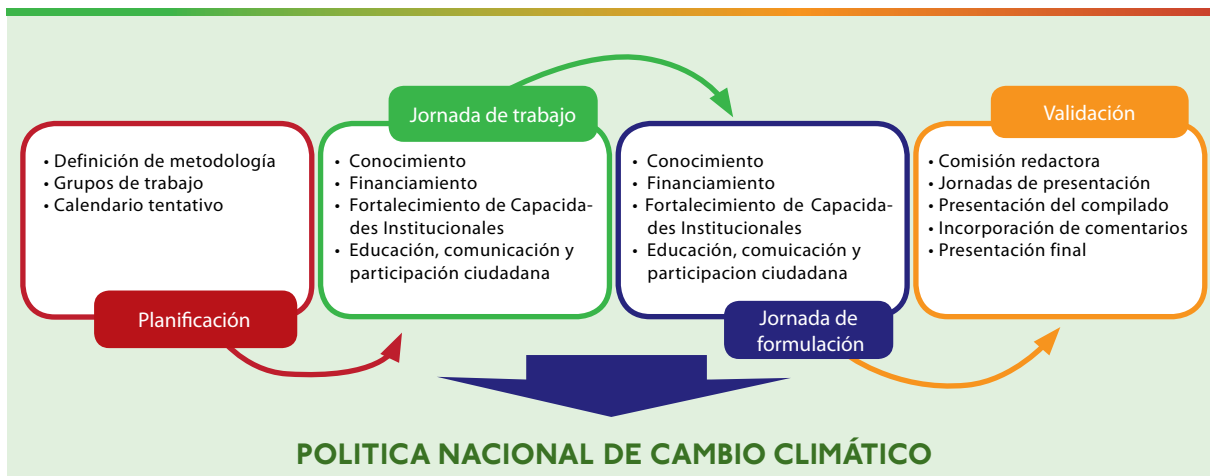 Planificación
• Definición de metodología
• Grupos de trabajo
• Calendario tentativo
Jornada de trabajo
• Conocimiento
• Financiamiento
• Fortalecimiento de Capacida-
des Institucionales
• Educación, comunicación y
participación ciudadana
Jornada de
formulación
• Conocimiento
• Financiamiento
• Fortalecimiento de Capacida-
des Institucionales
• Educación, comuicación y
participacion ciudadana
Validación
• Comisión redactora
• Jornadas de presentación
• Presentación del compilado
• Incorporación de comentarios
• Presentación final
POLITICA NACIONAL DE CAMBIO CLIMÁTICO